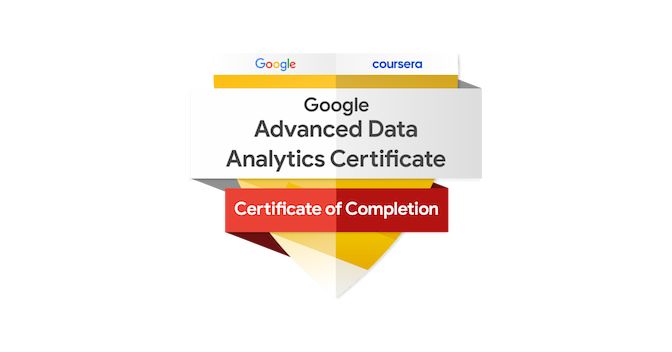 Google coursera
Google
Advanced Data
Analytics Certificate
Certificate of Completion